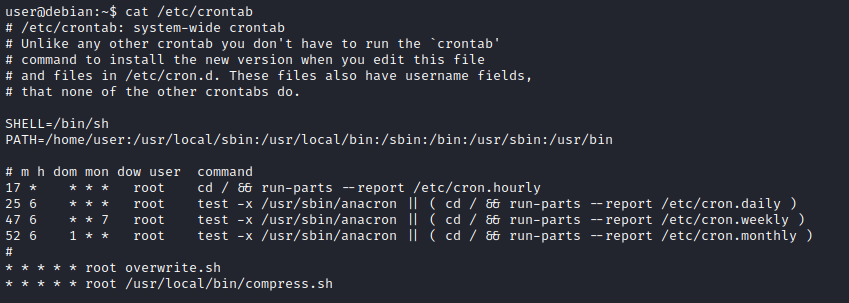 user@debian:~$ cat /etc/crontab
# /etc/crontab: system-wide crontab
# Unlike any other crontab you don't have to run the `crontab'
# command to install the new version when you edit this file
# and files in /etc/cron.d. These files also have username fields,
# that none of the other crontabs do.

SHELL=/bin/sh
PATH=/home/user:/usr/local/sbin:/usr/local/bin:/sbin:/bin:/usr/sbin:/usr/bin

# m h dom mon dow user  command
17 *    * * *   root    cd / && run-parts --report /etc/cron.hourly
25 6    * * *   root    test -x /usr/sbin/anacron || ( cd / && run-parts --report /etc/cron.daily )
47 6    * * 7   root    test -x /usr/sbin/anacron || ( cd / && run-parts --report /etc/cron.weekly )
52 6    1 * *   root    test -x /usr/sbin/anacron || ( cd / && run-parts --report /etc/cron.monthly )
#
* * * * * root overwrite.sh
* * * * * root /usr/local/bin/compress.sh